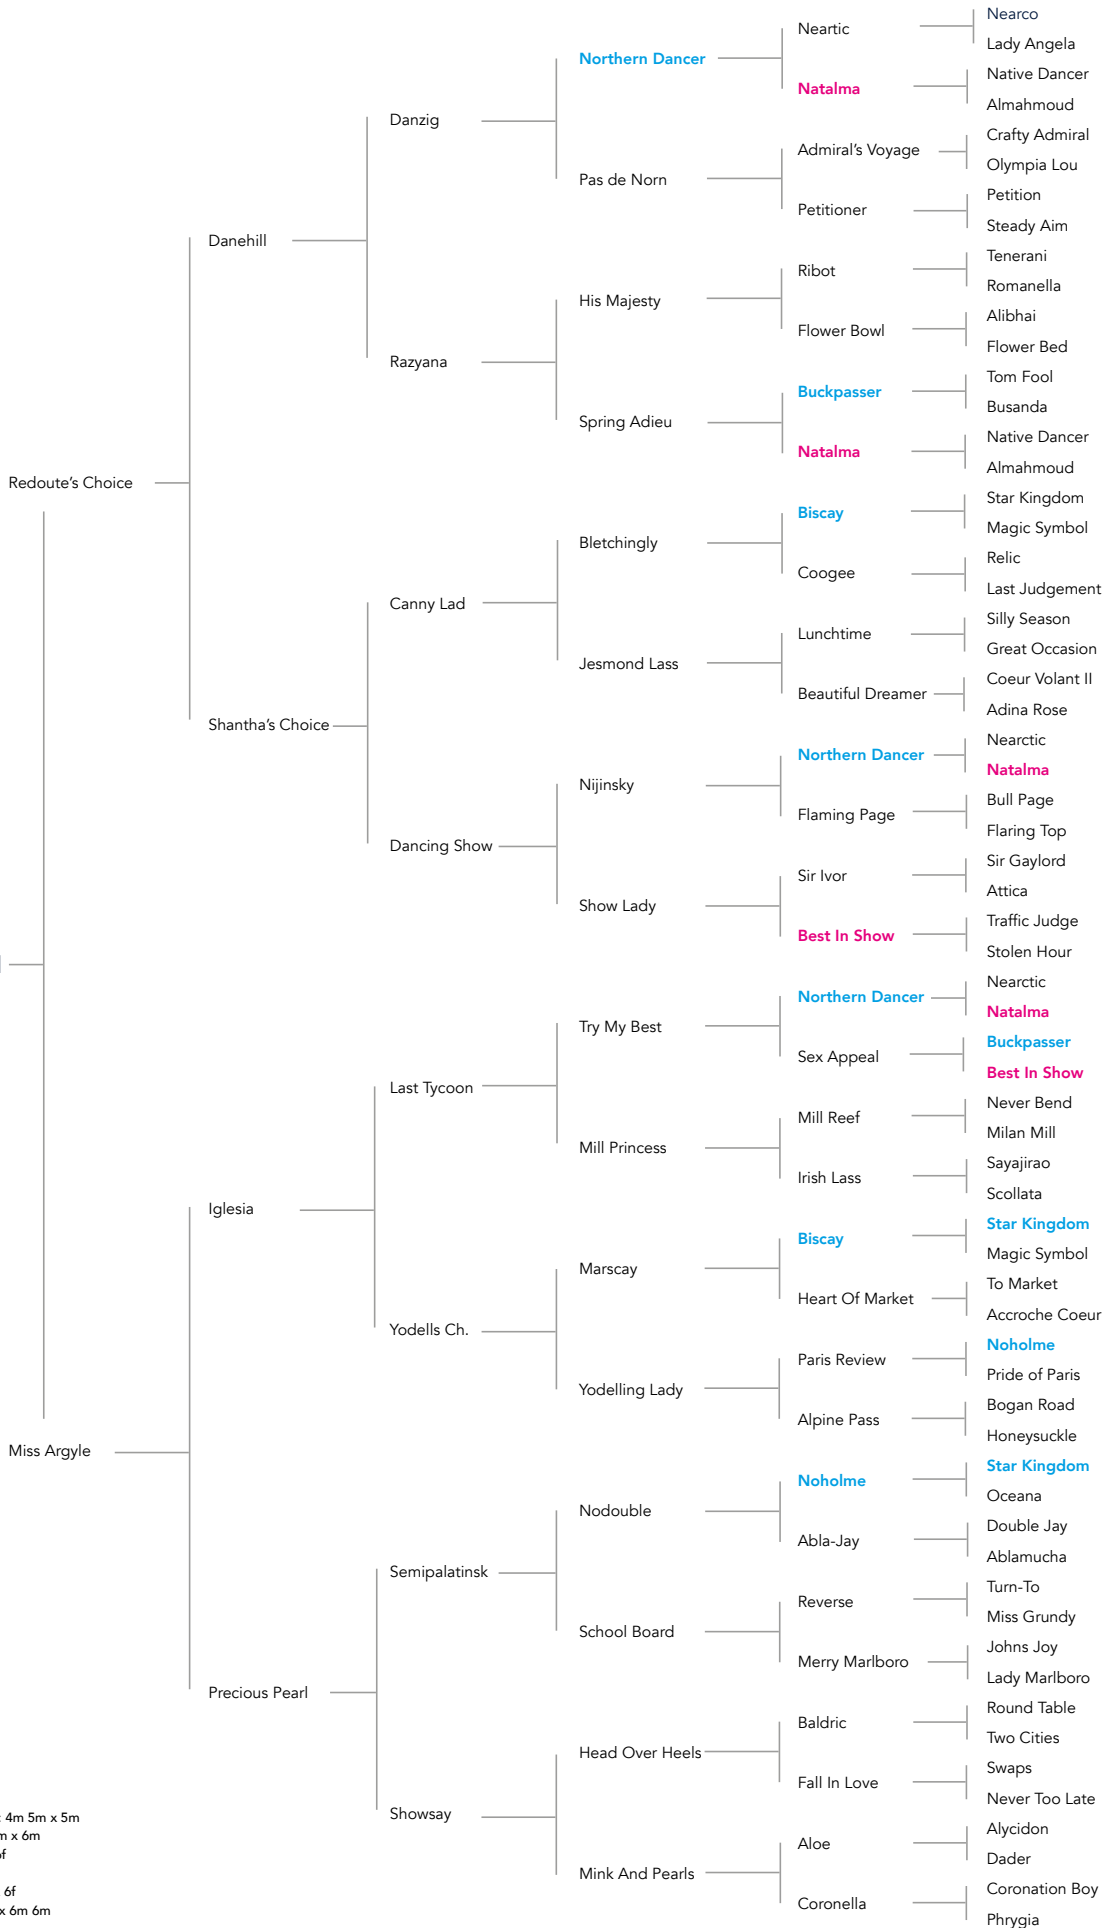 Nearco
Neartic
Lady Angela
Northern Dancer
Native Dancer
Natalma
Almahmoud
Danzig
Crafty Admiral
Admiral's Voyage
Olympia Lou
Pas de Norn
Petition
Petitioner
Steady Aim
Danehill
Tenerani
Ribot
Romanella
His Majesty
Alibhai
Flower Bowl
Flower Bed
Razyana
Tom Fool
Buckpasser
Busanda
Spring Adieu
Native Dancer
Natalma
Almahmoud
Redoute's Choice
Star Kingdom
Biscay
Magic Symbol
Bletchingly
Relic
Coogee
Last Judgement
Canny Lad
Silly Season
Lunchtime
Great Occasion
Jesmond Lass
Coeur Volant II
Beautiful Dreamer
Adina Rose
Shantha's Choice
Nearctic
Northern Dancer
Natalma
Nijinsky
Bull Page
Flaming Page
Flaring Top
Dancing Show
Sir Gaylord
Sir Ivor
Attica
Show Lady
Traffic Judge
Best In Show
Stolen Hour
Nearctic
Northern Dancer
Natalma
Try My Best
Buckpasser
Sex Appeal
Best In Show
Last Tycoon
Never Bend
Mill Reef
Milan Mill
Mill Princess
Sayajirao
Irish Lass
Scollata
Iglesia
Star Kingdom
Biscay
Magic Symbol
Marscay
To Market
Heart Of Market
Accroche Coeur
Yodells Ch.
Noholme
Paris Review
Pride of Paris
Yodelling Lady
Bogan Road
Alpine Pass
Honeysuckle
Miss Argyle
Star Kingdom
Noholme
Oceana
Nodouble
Double Jay
Abla-Jay
Ablamucha
Semipalatinsk
Turn-To
Reverse
Miss Grundy
School Board
Johns Joy
Merry Marlboro
Lady Marlboro
Precious Pearl
Round Table
Baldric
Two Cities
Head Over Heels
Swaps
Fall In Love
Never Too Late
Showsay
4m 5m x 5m
Alycidon
m x 6m
Aloe
Dader
Mink And Pearls
6f
Coronation Boy
Coronella
x 6m 6m
Phrygia